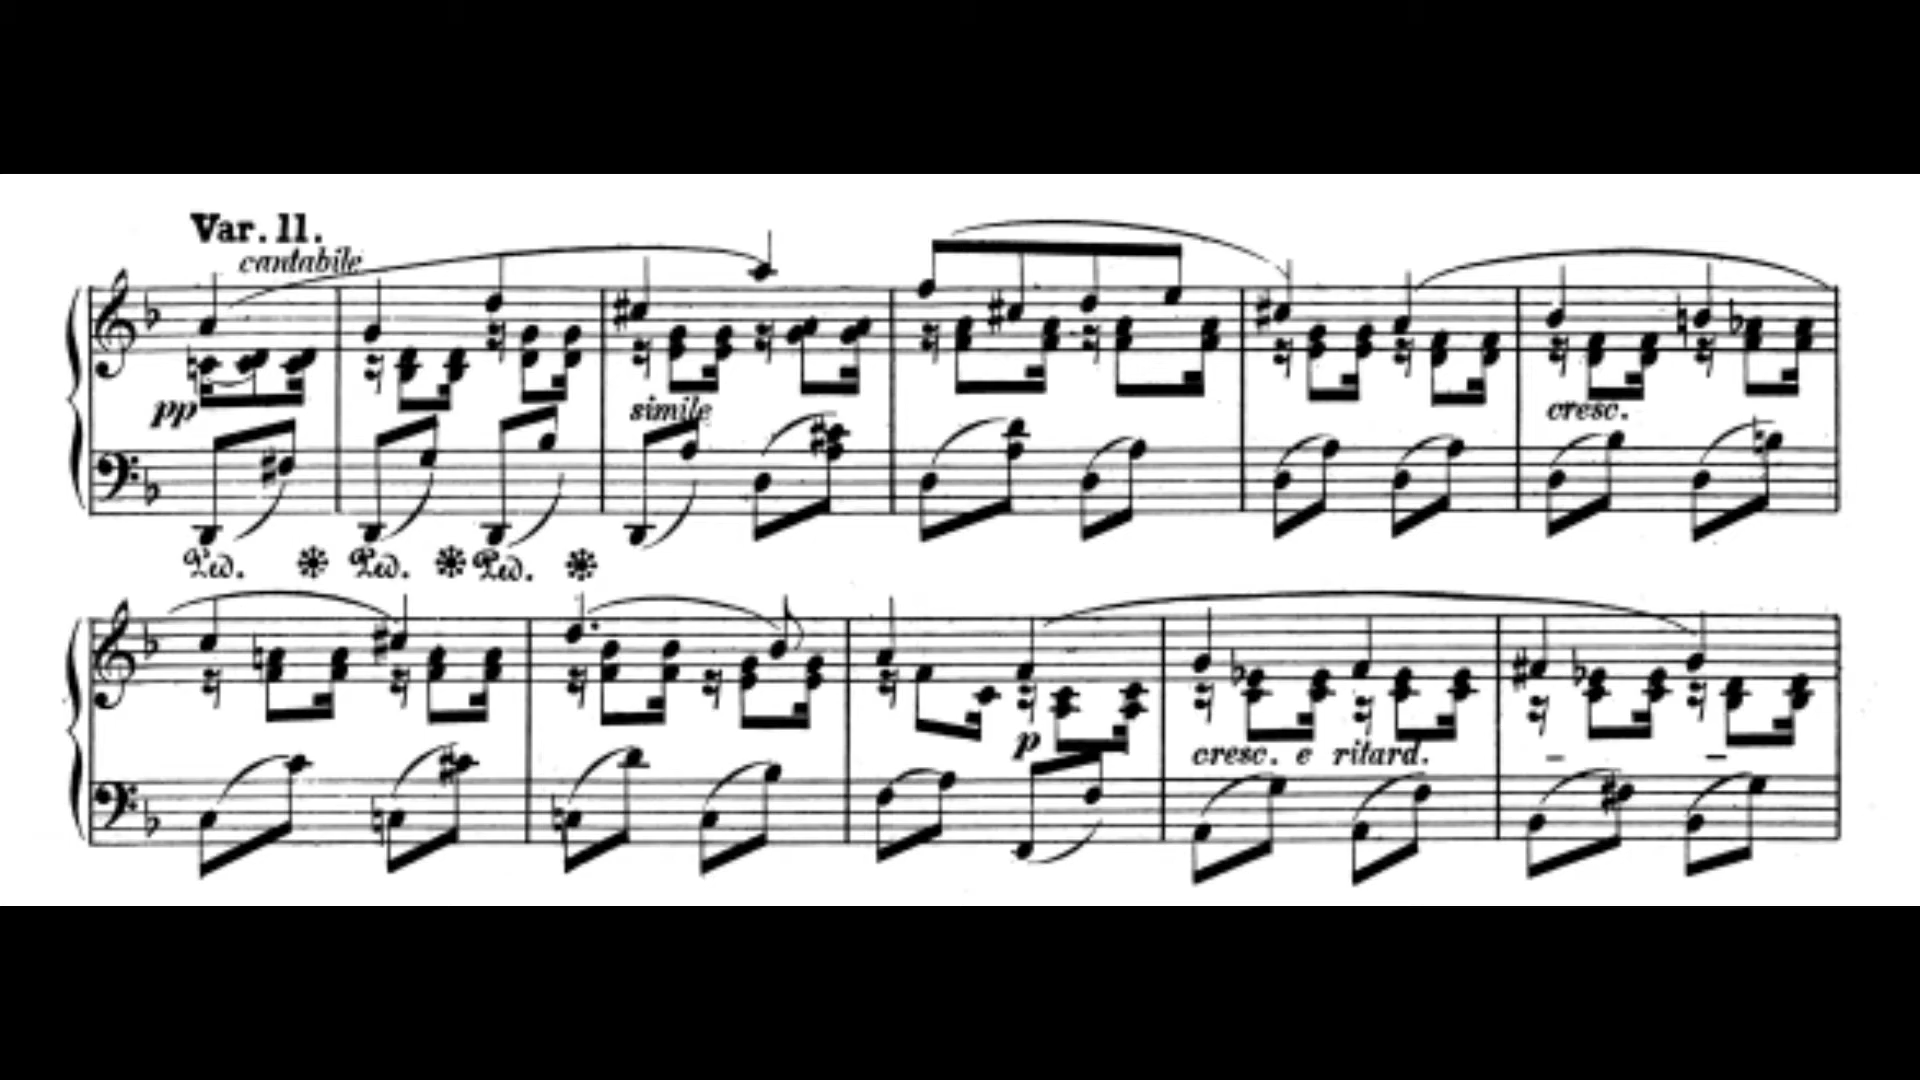 Var. 11.
cantabile
pp simile cresc.
Ped. * Ped. * Ped. *
p cresc. e ritard. – –